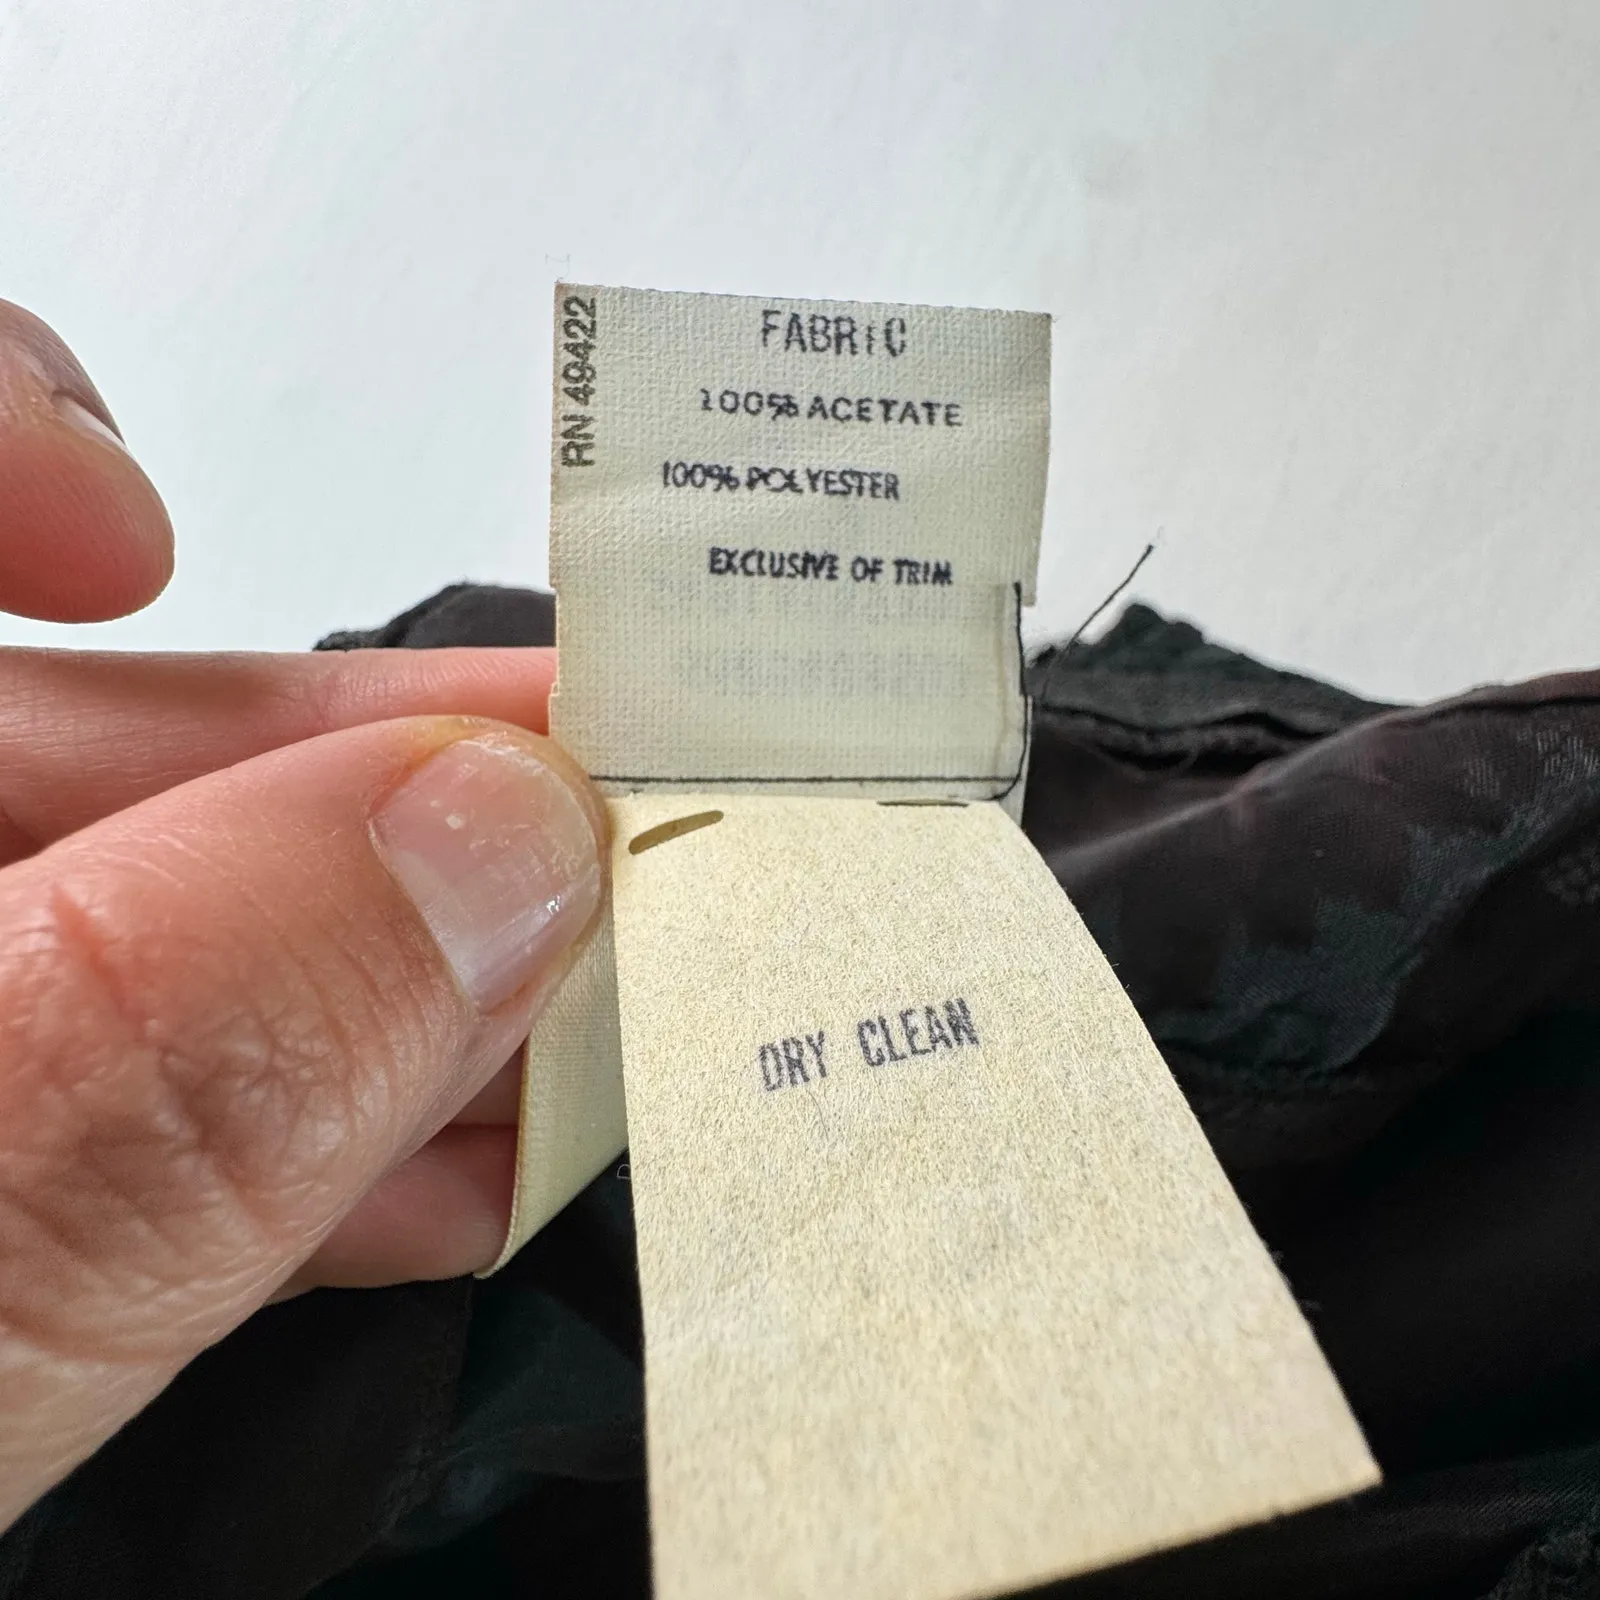 RN 49422
FABRIC
100% ACETATE
100% POLYESTER
EXCLUSIVE OF TRIM
DRY CLEAN